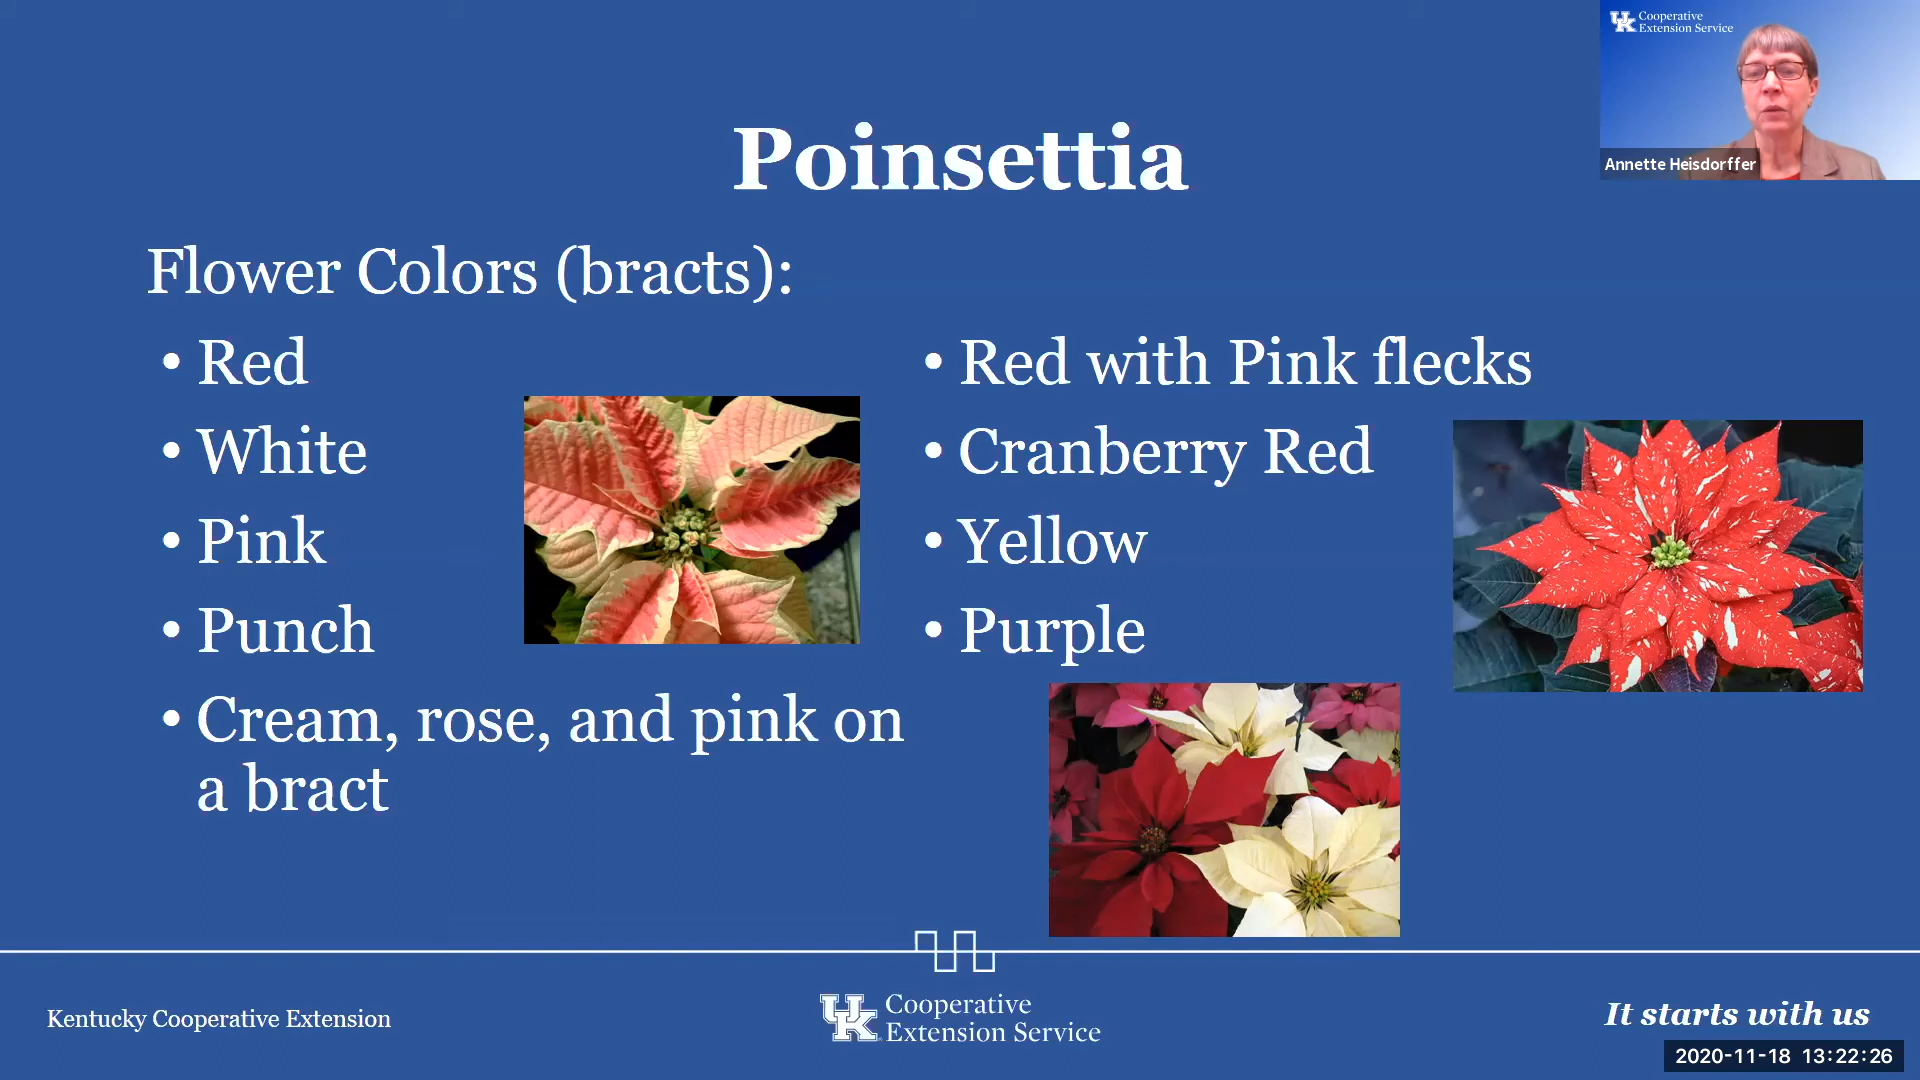 Cooperative
Extension Service
Annette Heisdorffer
Poinsettia
Flower Colors (bracts):
• Red
• White
• Pink
• Punch
• Cream, rose, and pink on
a bract
• Red with Pink flecks
• Cranberry Red
• Yellow
• Purple
Kentucky Cooperative Extension
UK Cooperative
Extension Service
It starts with us
2020-11-18 13:22:26